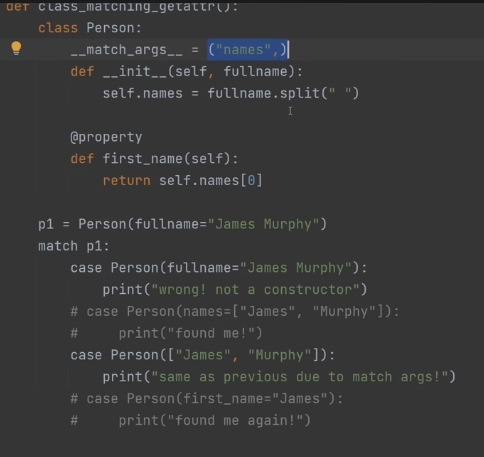 def class_matching_getattr():
    class Person:
        __match_args__ = ("names",)
        def __init__(self, fullname):
            self.names = fullname.split(" ")

        @property
        def first_name(self):
            return self.names[0]

    p1 = Person(fullname="James Murphy")
    match p1:
        case Person(fullname="James Murphy"):
            print("wrong! not a constructor")
        # case Person(names=["James", "Murphy"]):
        #     print("found me!")
        case Person(["James", "Murphy"]):
            print("same as previous due to match args!")
        # case Person(first_name="James"):
        #     print("found me again!")